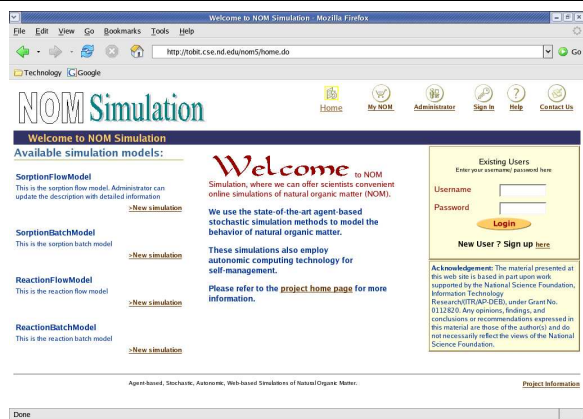 Welcome to NOM Simulation - Mozilla Firefox
File Edit View Go Bookmarks Tools Help
http://tobit.cse.nd.edu/nom5/home.do
Go
Technology Google
NOM Simulation
Home
My NOM
Administrator
Sign In
Help
Contact Us
Welcome to NOM Simulation
Available simulation models:
SorptionFlowModel
This is the sorption flow model. Administrator can
update the description with detailed information
>New simulation
SorptionBatchModel
This is the sorption batch model
>New simulation
ReactionFlowModel
This is the reaction flow model
>New simulation
ReactionBatchModel
This is the reaction batch model
>New simulation
Welcome to NOM
Simulation, where we can offer scientists convenient
online simulations of natural organic matter (NOM).
We use the state-of-the-art agent-based
stochastic simulation methods to model the
behavior of natural organic matter.
These simulations also employ
autonomic computing technology for
self-management.
Please refer to the project home page for more
information.
Existing Users
Enter your username/ password here
Username
Password
Login
New User ? Sign up here
Acknowledgement: The material presented at
this web site is based in part upon work
supported by the National Science Foundation,
Information Technology
Research/(ITR/AP-DEB), under Grant No.
0112820. Any opinions, findings, and
conclusions or recommendations expressed in
this material are those of the author(s) and do
not necessarily reflect the views of the National
Science Foundation.
Agent-based, Stochastic, Autonomic, Web-based Simulations of Natural Organic Matter.
Project Information
Done